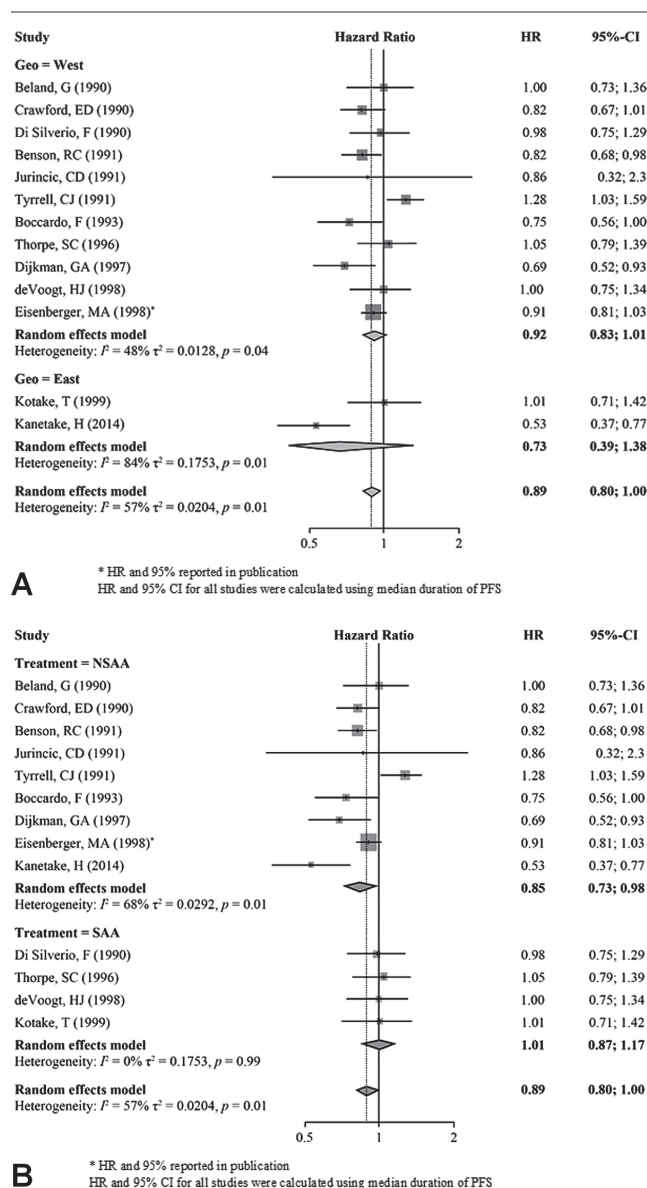 Study Hazard Ratio HR 95%-CI
Geo = West
Beland, G (1990) 1.00 0.73; 1.36
Crawford, ED (1990) 0.82 0.67; 1.01
Di Silverio, F (1990) 0.98 0.75; 1.29
Benson, RC (1991) 0.82 0.68; 0.98
Jurincic, CD (1991) 0.86 0.32; 2.3
Tyrrell, CJ (1991) 1.28 1.03; 1.59
Boccardo, F (1993) 0.75 0.56; 1.00
Thorpe, SC (1996) 1.05 0.79; 1.39
Dijkman, GA (1997) 0.69 0.52; 0.93
deVoogt, HJ (1998) 1.00 0.75; 1.34
Eisenberger, MA (1998)* 0.91 0.81; 1.03
Random effects model 0.92 0.83; 1.01
Heterogeneity: I² = 48% τ² = 0.0128, p = 0.04
Geo = East
Kotake, T (1999) 1.01 0.71; 1.42
Kanetake, H (2014) 0.53 0.37; 0.77
Random effects model 0.73 0.39; 1.38
Heterogeneity: I² = 84% τ² = 0.1753, p = 0.01
Random effects model 0.89 0.80; 1.00
Heterogeneity: I² = 57% τ² = 0.0204, p = 0.01
0.5 1 2
A
* HR and 95% reported in publication
HR and 95% CI for all studies were calculated using median duration of PFS
Study Hazard Ratio HR 95%-CI
Treatment = NSAA
Beland, G (1990) 1.00 0.73; 1.36
Crawford, ED (1990) 0.82 0.67; 1.01
Benson, RC (1991) 0.82 0.68; 0.98
Jurincic, CD (1991) 0.86 0.32; 2.3
Tyrrell, CJ (1991) 1.28 1.03; 1.59
Boccardo, F (1993) 0.75 0.56; 1.00
Dijkman, GA (1997) 0.69 0.52; 0.93
Eisenberger, MA (1998)* 0.91 0.81; 1.03
Kanetake, H (2014) 0.53 0.37; 0.77
Random effects model 0.85 0.73; 0.98
Heterogeneity: I² = 68% τ² = 0.0292, p = 0.01
Treatment = SAA
Di Silverio, F (1990) 0.98 0.75; 1.29
Thorpe, SC (1996) 1.05 0.79; 1.39
deVoogt, HJ (1998) 1.00 0.75; 1.34
Kotake, T (1999) 1.01 0.71; 1.42
Random effects model 1.01 0.87; 1.17
Heterogeneity: I² = 0% τ² = 0.1753, p = 0.99
Random effects model 0.89 0.80; 1.00
Heterogeneity: I² = 57% τ² = 0.0204, p = 0.01
0.5 1 2
B
* HR and 95% reported in publication
HR and 95% CI for all studies were calculated using median duration of PFS